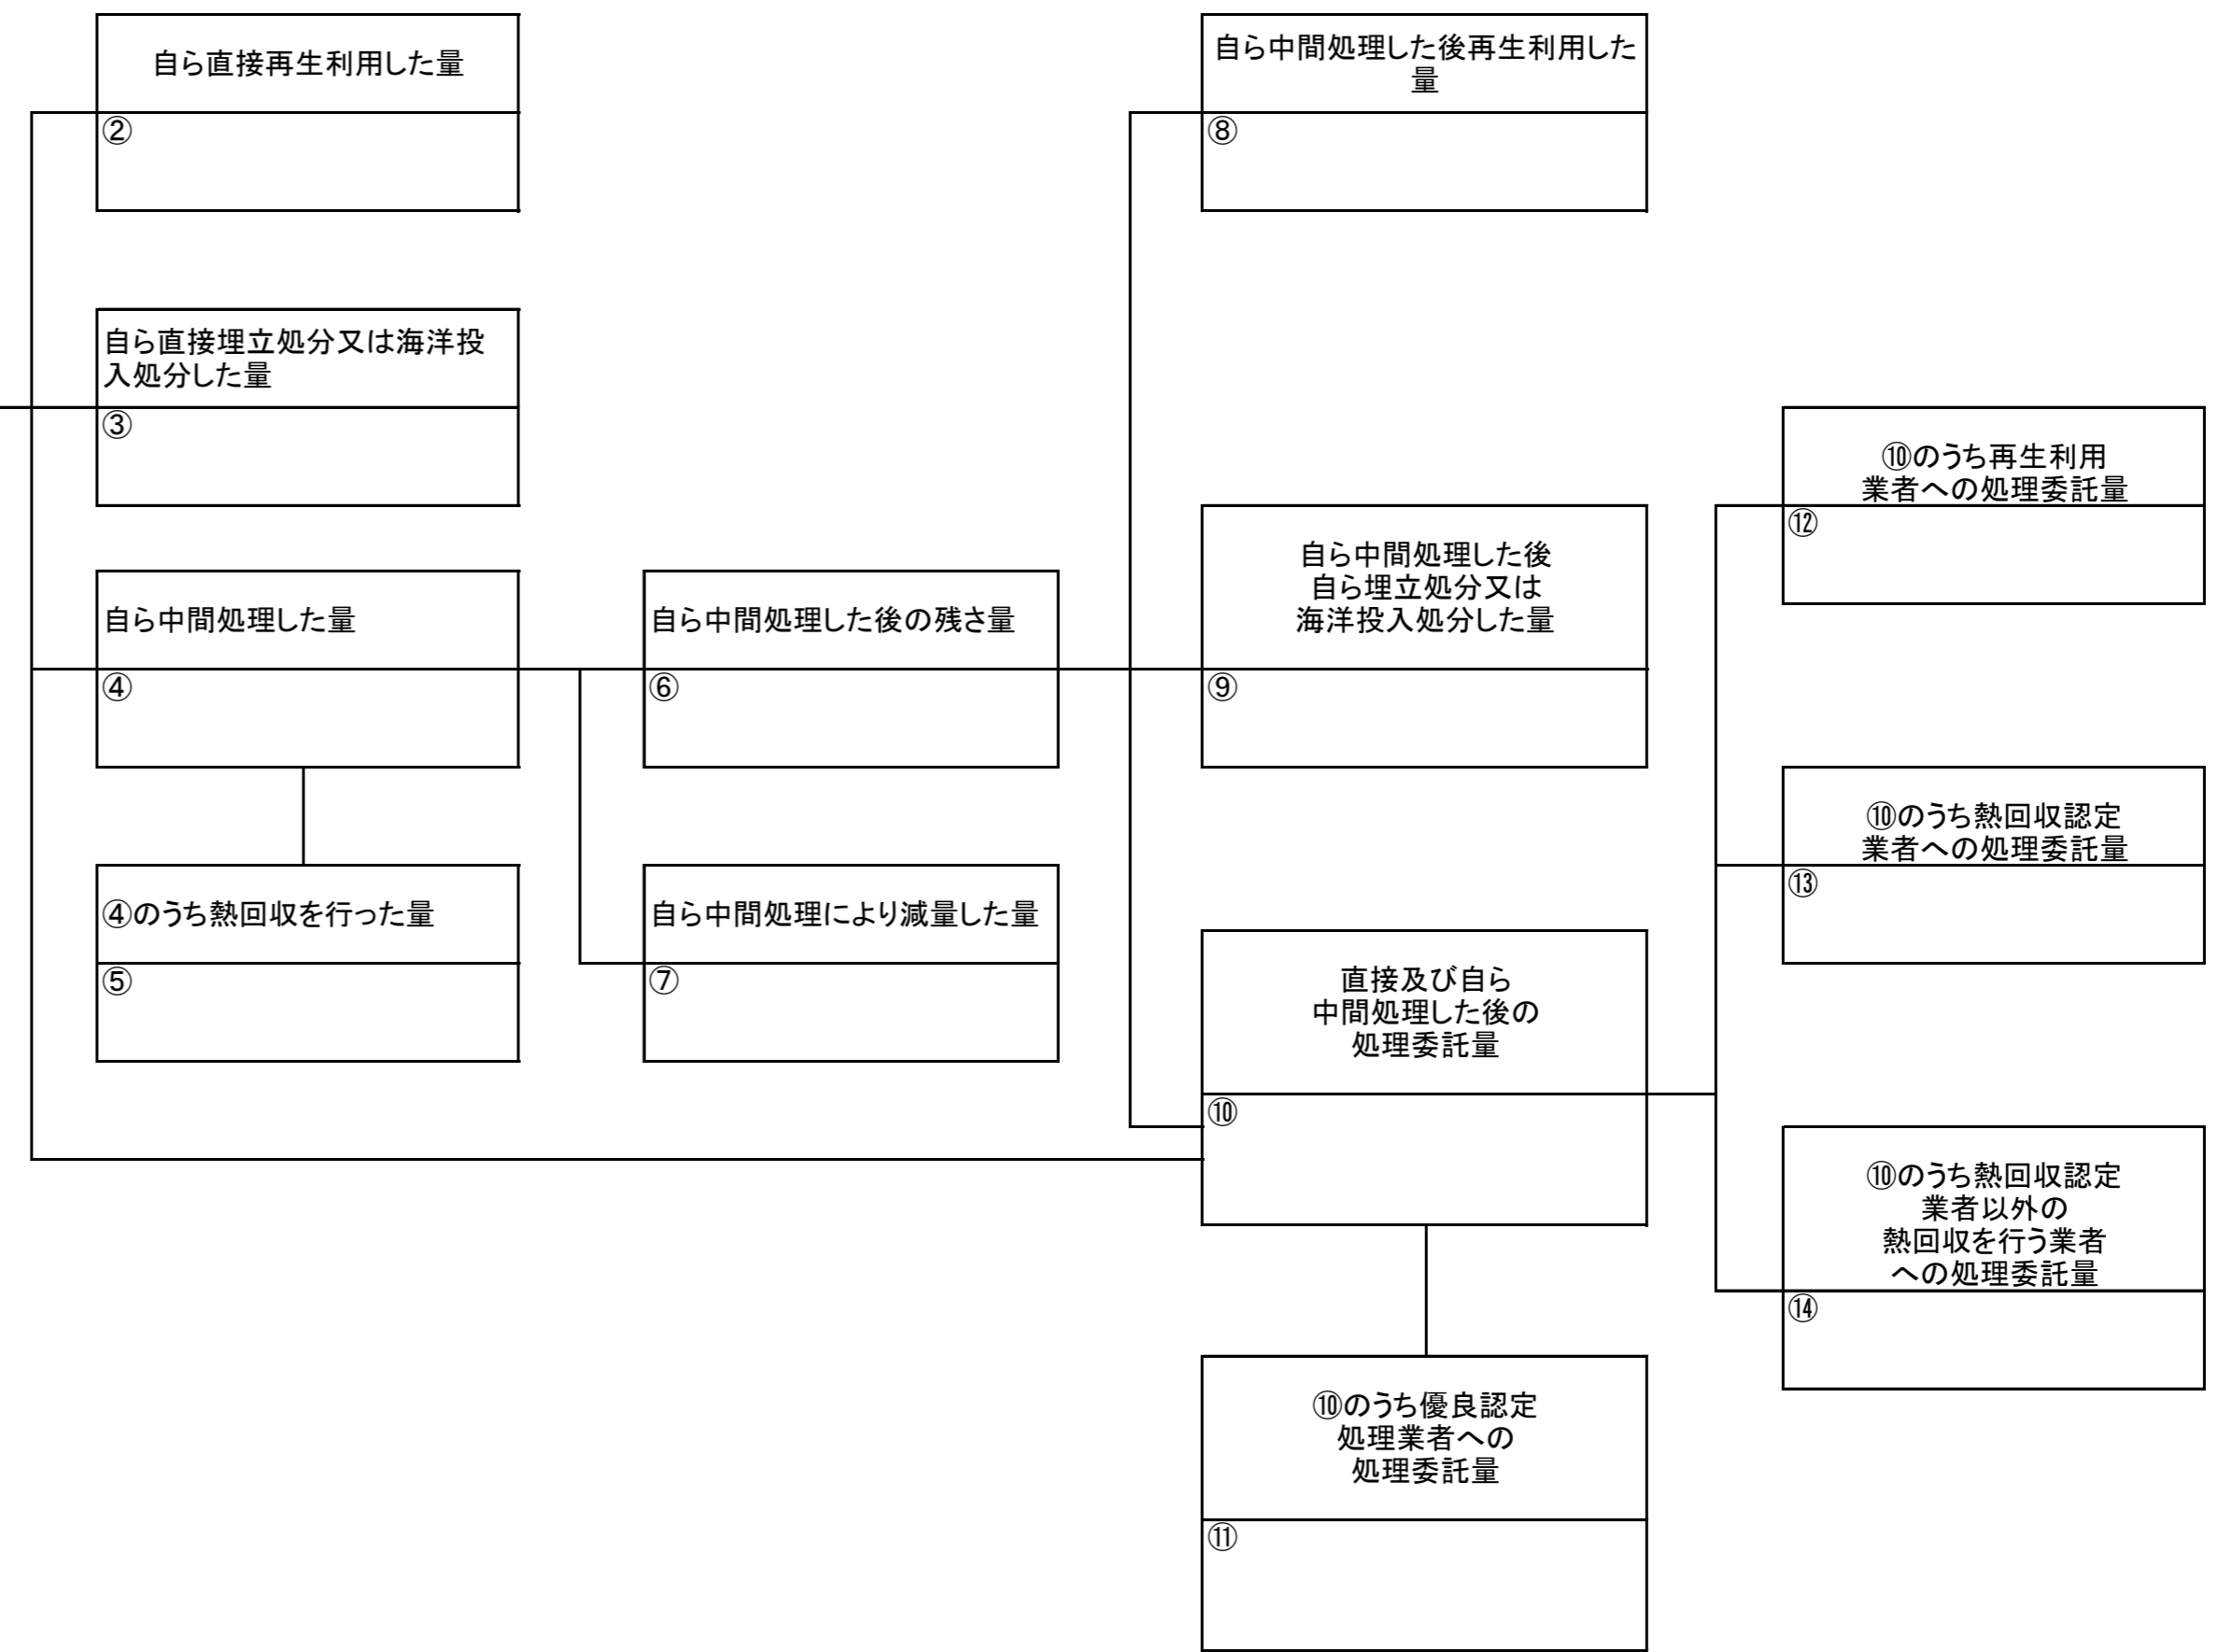 自ら直接再生利用した量
②
自ら直接埋立処分又は海洋投
入処分した量
③
自ら中間処理した量
④
④のうち熱回収を行った量
⑤
自ら中間処理した後の残さ量
⑥
自ら中間処理により減量した量
⑦
自ら中間処理した後再生利用した
量
⑧
自ら中間処理した後
自ら埋立処分又は
海洋投入処分した量
⑨
直接及び自ら
中間処理した後の
処理委託量
⑩
⑩のうち優良認定
処理業者への
処理委託量
⑪
⑩のうち再生利用
業者への処理委託量
⑫
⑩のうち熱回収認定
業者への処理委託量
⑬
⑩のうち熱回収認定
業者以外の
熱回収を行う業者
への処理委託量
⑭